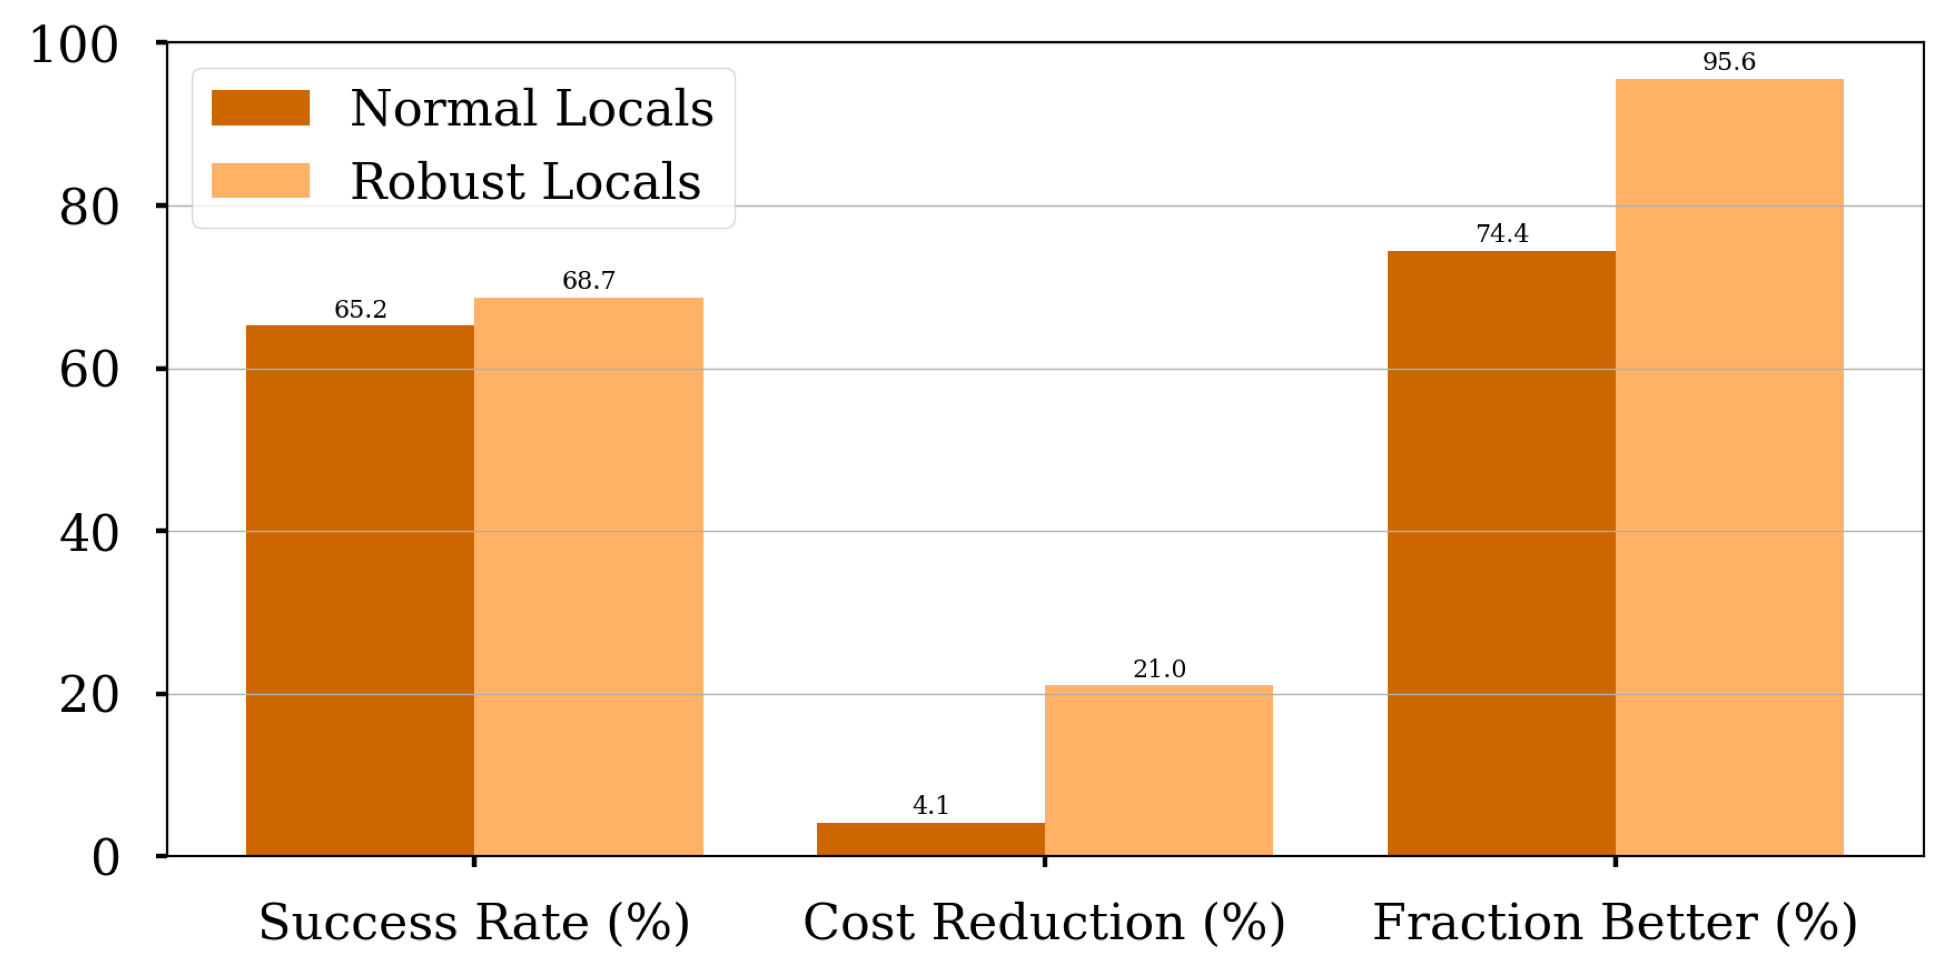 100
80
60
40
20
0
Normal Locals
Robust Locals
65.2
68.7
4.1
21.0
74.4
95.6
Success Rate (%)
Cost Reduction (%)
Fraction Better (%)